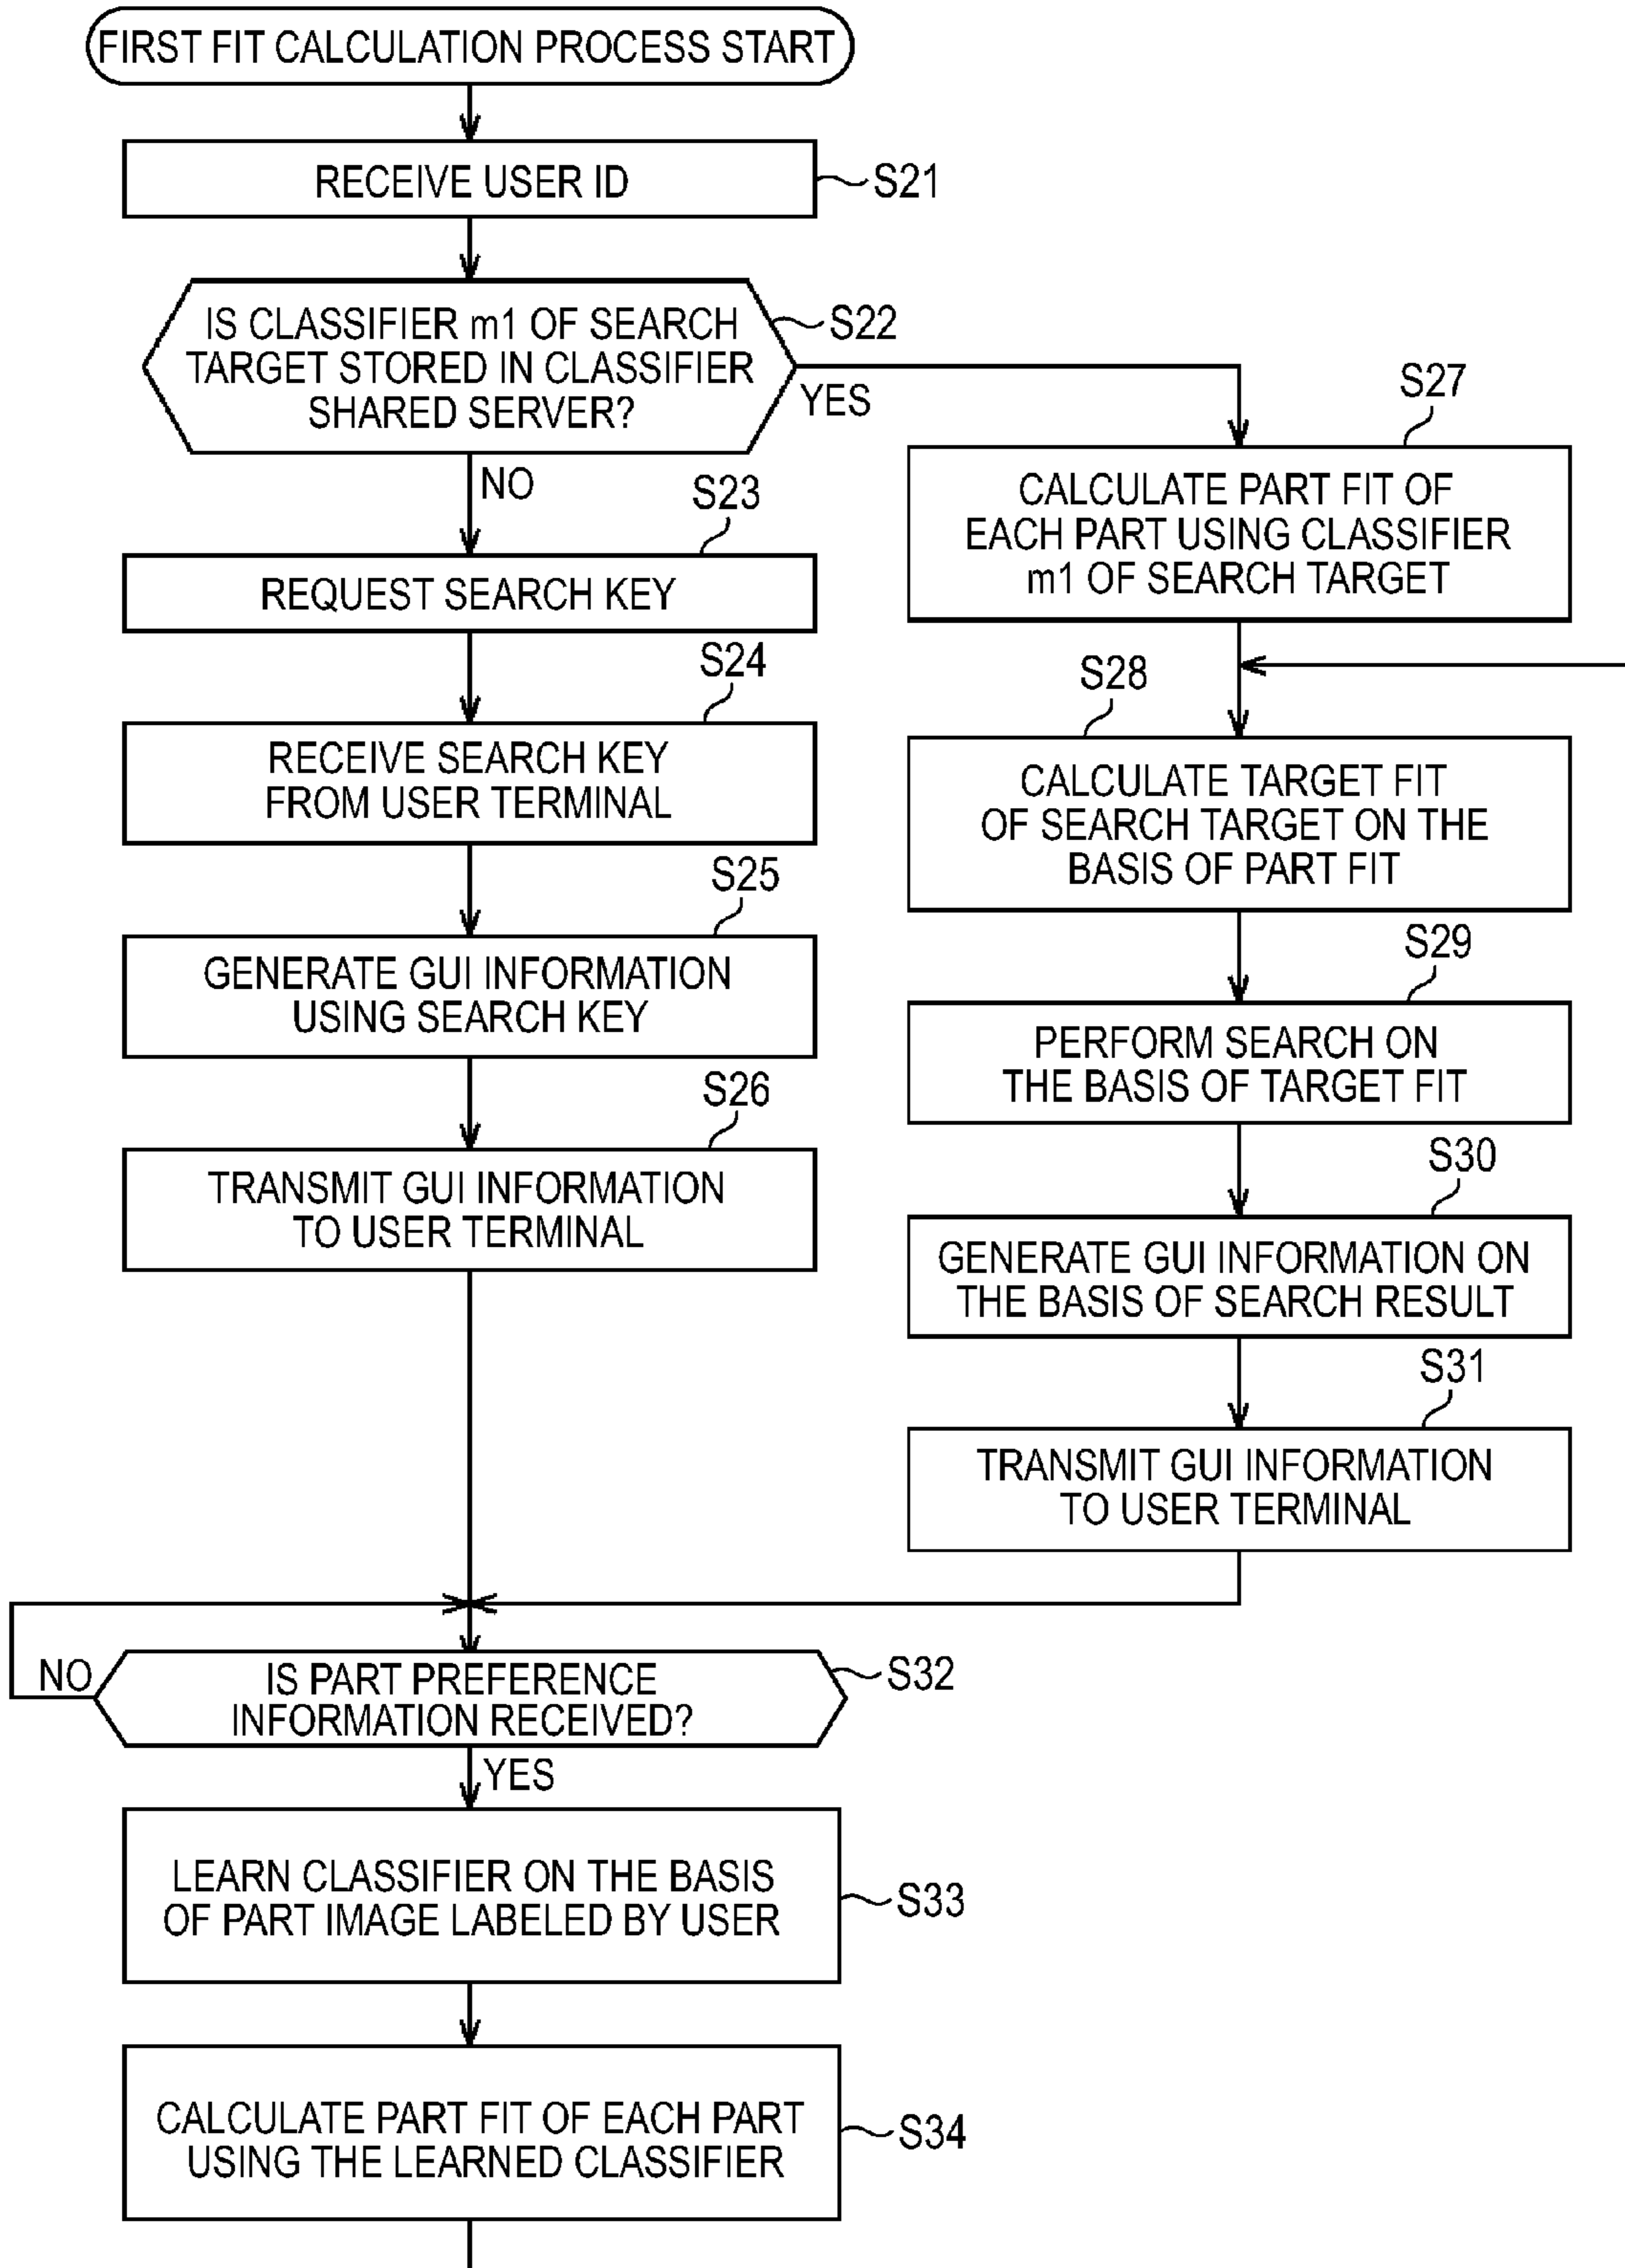 FIRST FIT CALCULATION PROCESS START
RECEIVE USER ID
S21
IS CLASSIFIER m1 OF SEARCH
TARGET STORED IN CLASSIFIER
SHARED SERVER?
S22
YES
NO
S23
REQUEST SEARCH KEY
S24
RECEIVE SEARCH KEY
FROM USER TERMINAL
S25
GENERATE GUI INFORMATION
USING SEARCH KEY
S26
TRANSMIT GUI INFORMATION
TO USER TERMINAL
S27
CALCULATE PART FIT OF
EACH PART USING CLASSIFIER
m1 OF SEARCH TARGET
S28
CALCULATE TARGET FIT
OF SEARCH TARGET ON THE
BASIS OF PART FIT
S29
PERFORM SEARCH ON
THE BASIS OF TARGET FIT
S30
GENERATE GUI INFORMATION ON
THE BASIS OF SEARCH RESULT
S31
TRANSMIT GUI INFORMATION
TO USER TERMINAL
NO
IS PART PREFERENCE
INFORMATION RECEIVED?
S32
YES
LEARN CLASSIFIER ON THE BASIS
OF PART IMAGE LABELED BY USER
S33
CALCULATE PART FIT OF EACH PART
USING THE LEARNED CLASSIFIER
S34